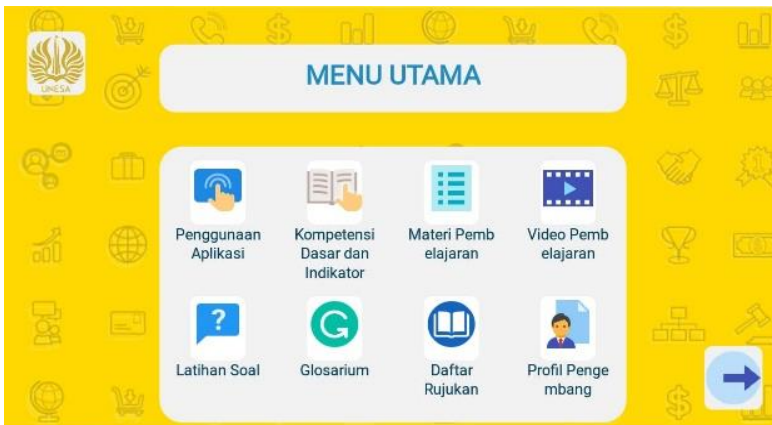 UNESA
MENU UTAMA
Penggunaan
Aplikasi
Kompetensi
Dasar dan
Indikator
Materi Pemb
elajaran
Video Pemb
elajaran
Latihan Soal
Glosarium
Daftar
Rujukan
Profil Penge
mbang